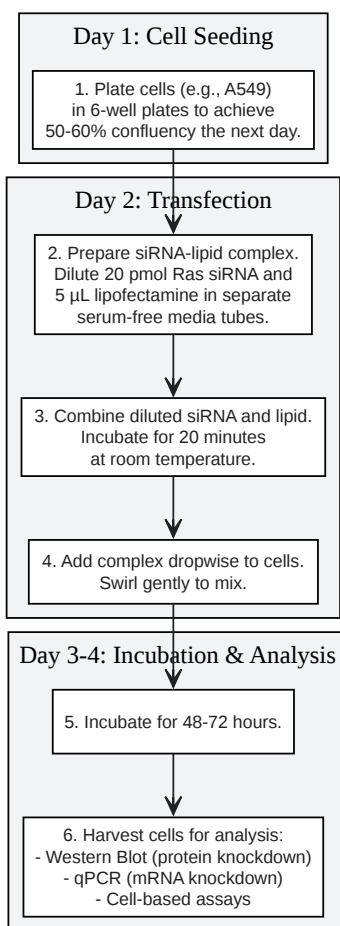 Day 1: Cell Seeding
1. Plate cells (e.g., A549)
in 6-well plates to achieve
50-60% confluency the next day.
Day 2: Transfection
2. Prepare siRNA-lipid complex.
Dilute 20 pmol Ras siRNA and
5 µL lipofectamine in separate
serum-free media tubes.
3. Combine diluted siRNA and lipid.
Incubate for 20 minutes
at room temperature.
4. Add complex dropwise to cells.
Swirl gently to mix.
Day 3-4: Incubation & Analysis
5. Incubate for 48-72 hours.
6. Harvest cells for analysis:
- Western Blot (protein knockdown)
- qPCR (mRNA knockdown)
- Cell-based assays